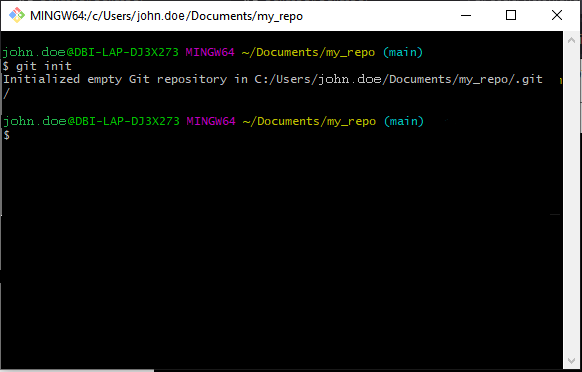 MINGW64:/c/Users/john.doe/Documents/my_repo
john.doe@DBI-LAP-DJ3X273 MINGW64 ~/Documents/my_repo (main)
$ git init
Initialized empty Git repository in C:/Users/john.doe/Documents/my_repo/.git
/
john.doe@DBI-LAP-DJ3X273 MINGW64 ~/Documents/my_repo (main)
$